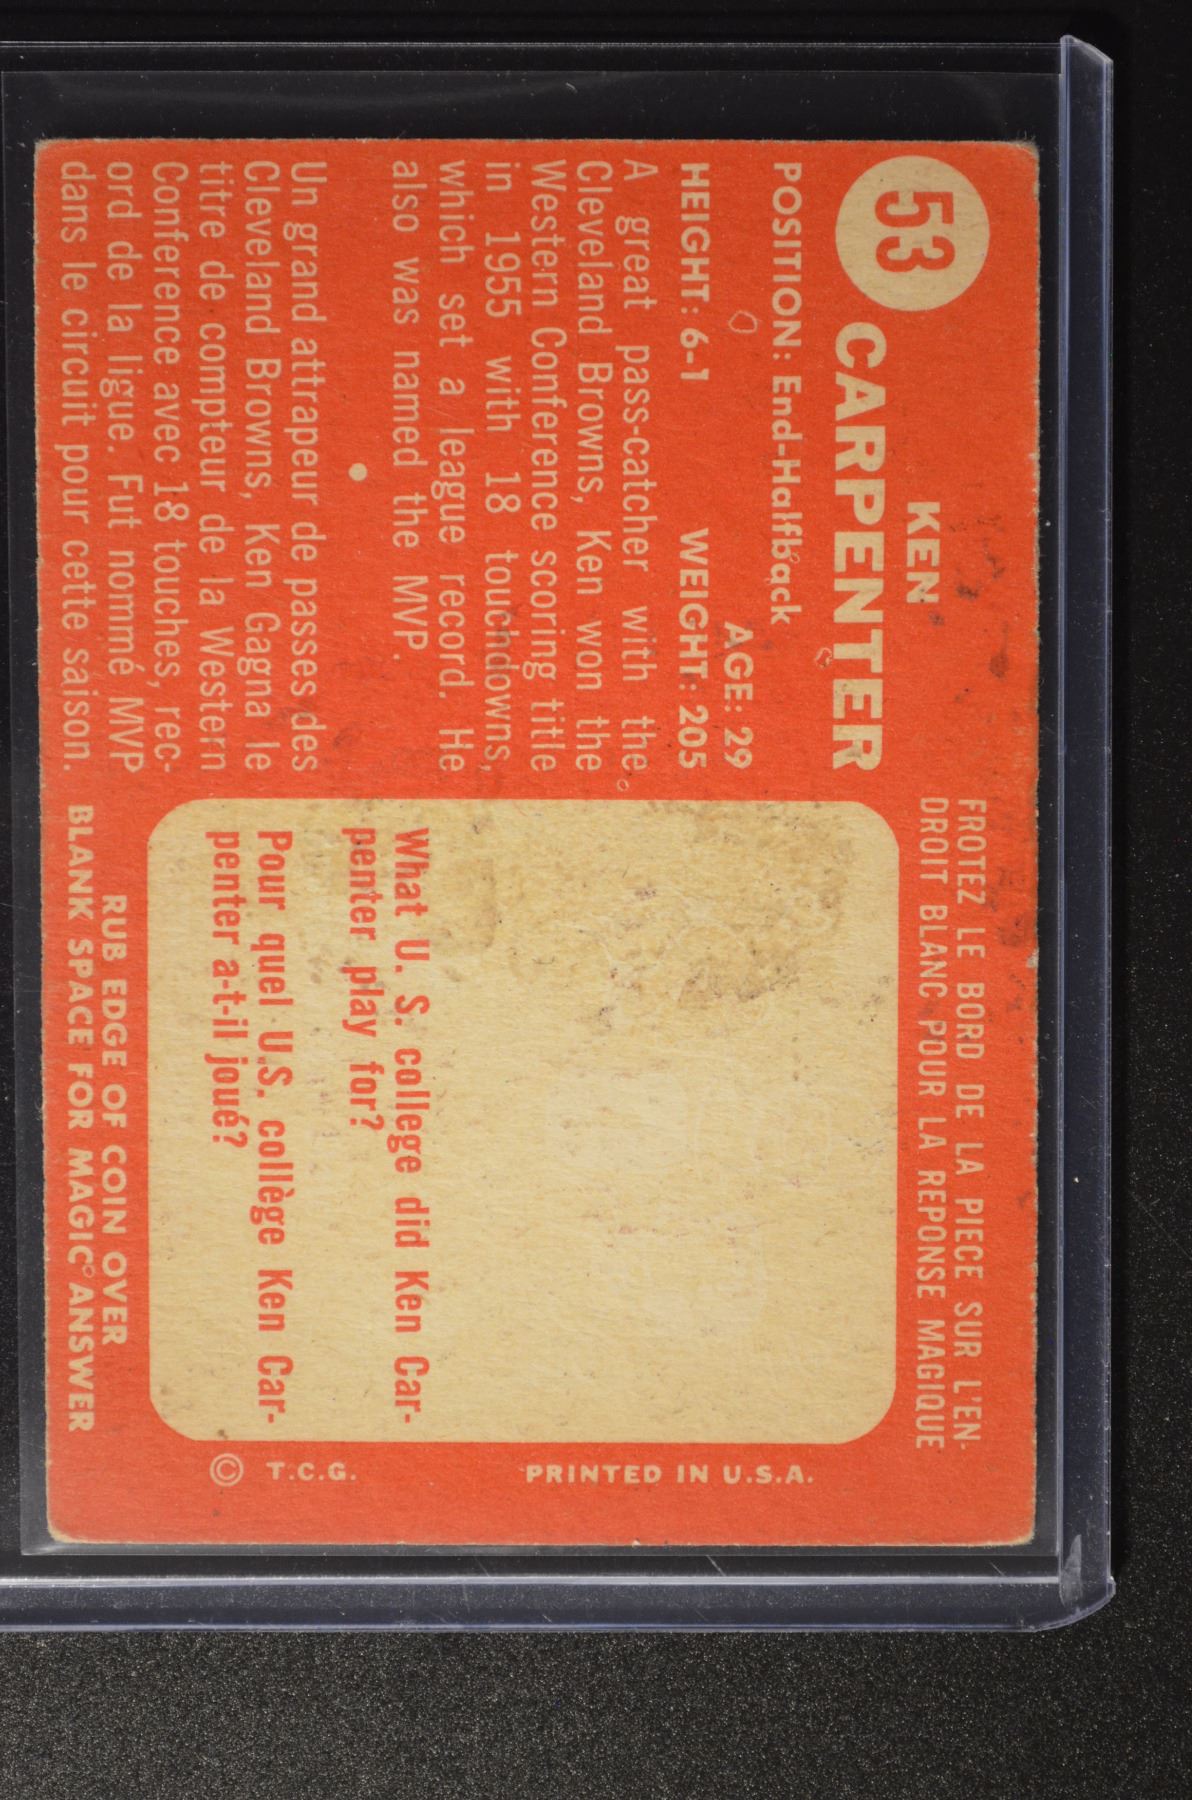 53
KEN
CARPENTER
POSITION: End-Halfback
AGE: 29
HEIGHT: 6-1 WEIGHT: 205
A great pass-catcher with the
Cleveland Browns, Ken won the
Western Conference scoring title
in 1955 with 18 touchdowns,
which set a league record. He
also was named the MVP.
Un grand attrapeur de passes des
Cleveland Browns, Ken Gagna le
titre de compteur de la Western
Conference avec 18 touches, rec-
ord de la ligue. Fut nommé MVP
dans le circuit pour cette saison.
FROTEZ LE BORD DE LA PIECE SUR L'EN-
DROIT BLANC POUR LA REPONSE MAGIQUE
What U. S. college did Ken Car-
penter play for?
Pour quel U.S. collège Ken Car-
penter a-t-il joué?
RUB EDGE OF COIN OVER
BLANK SPACE FOR MAGIC ANSWER
PRINTED IN U.S.A.
© T.C.G.